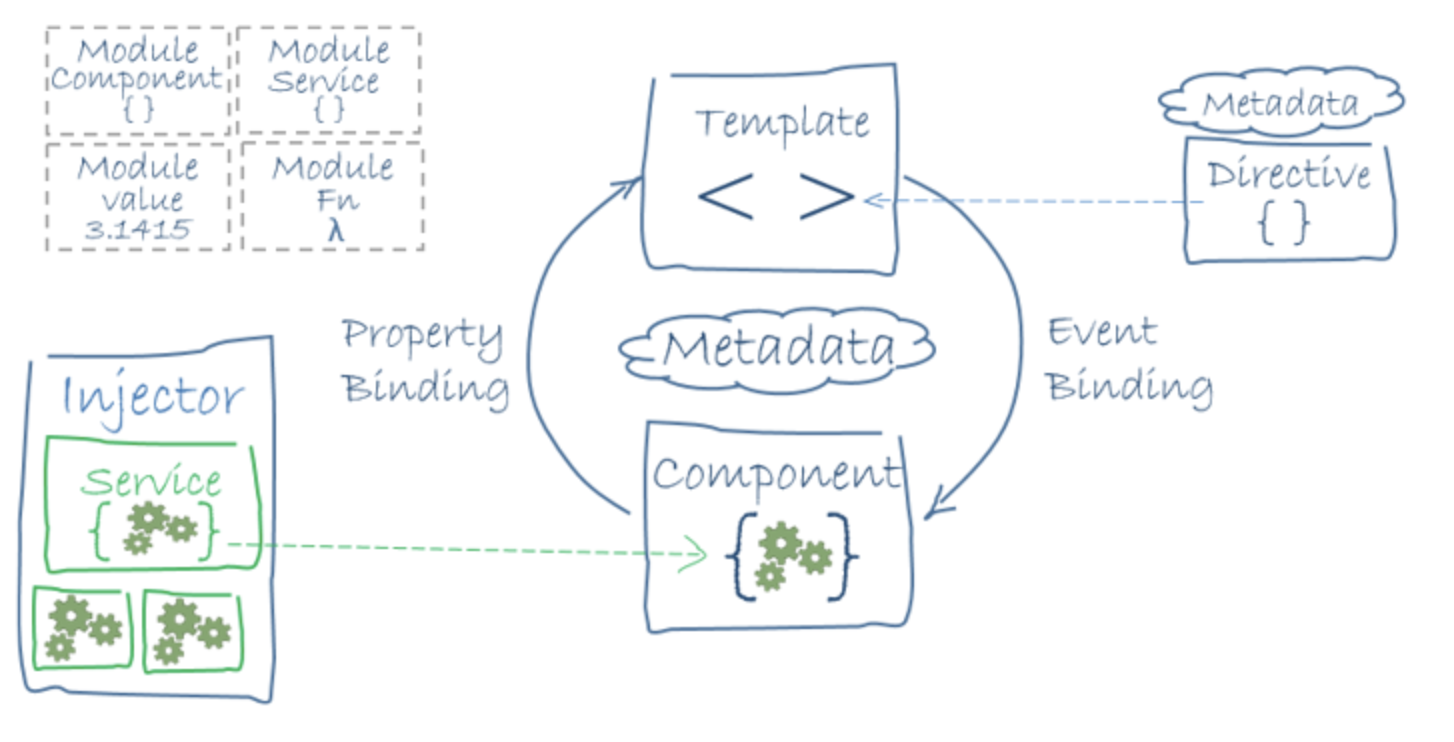 Module
Component
{ }
Module
Service
{ }
Module
value
3.1415
Module
Fn
λ
Template
< >
Metadata
Directive
{ }
Property
Binding
Metadata
Event
Binding
Injector
Service
{ }
Component
{ }